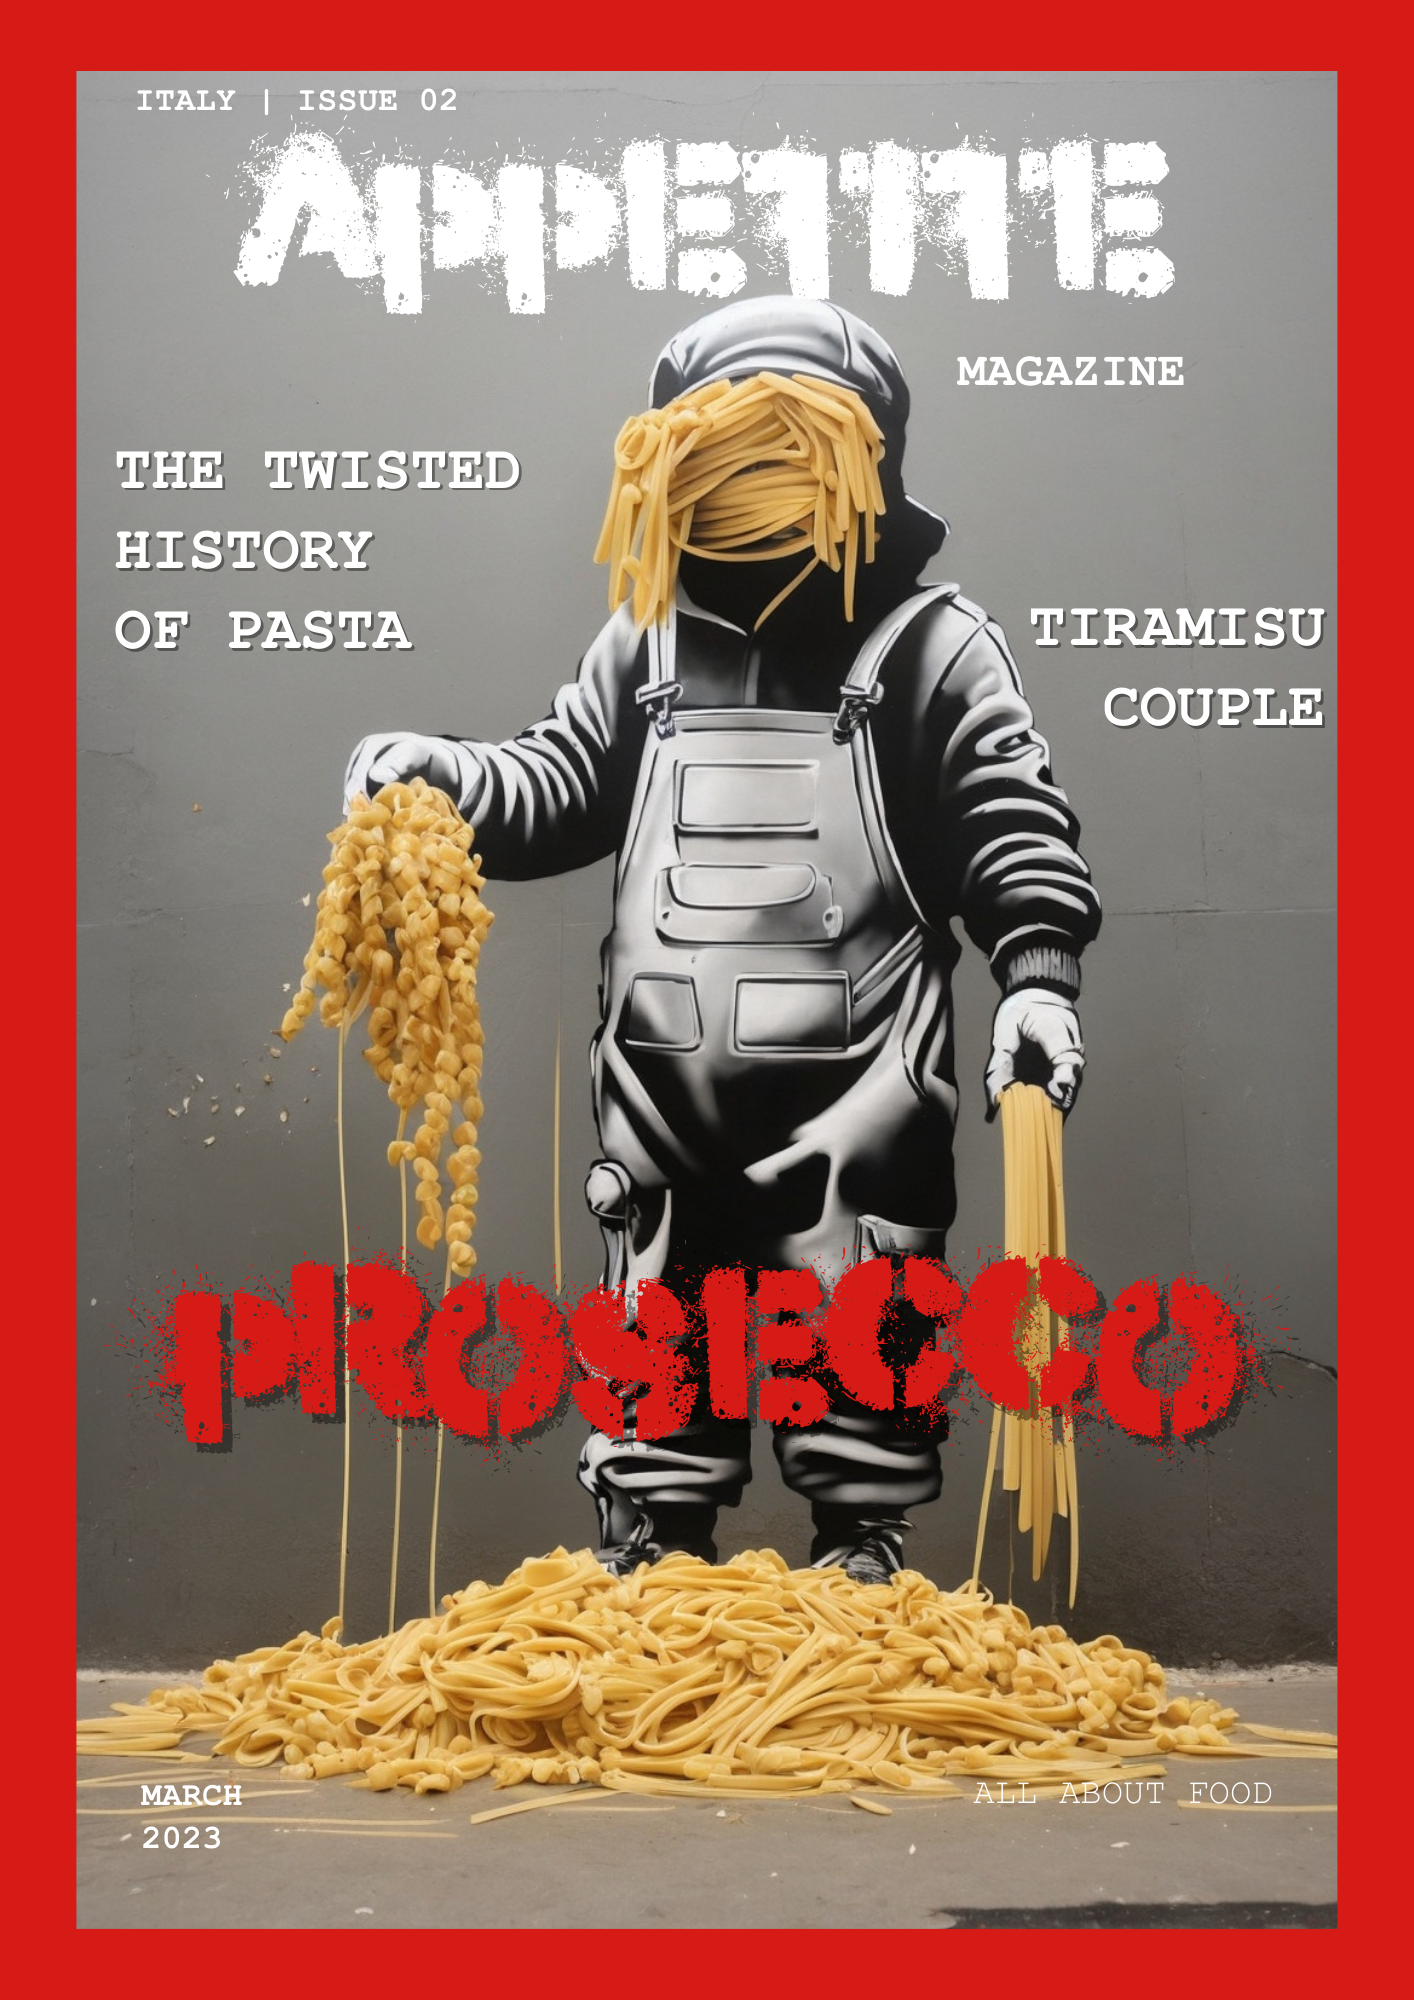 ITALY | ISSUE 02
AppETITE
MAGAZINE
THE TWISTED
HISTORY
OF PASTA
TIRAMISU
COUPLE
pROSECCO
MARCH
2023
ALL ABOUT FOOD